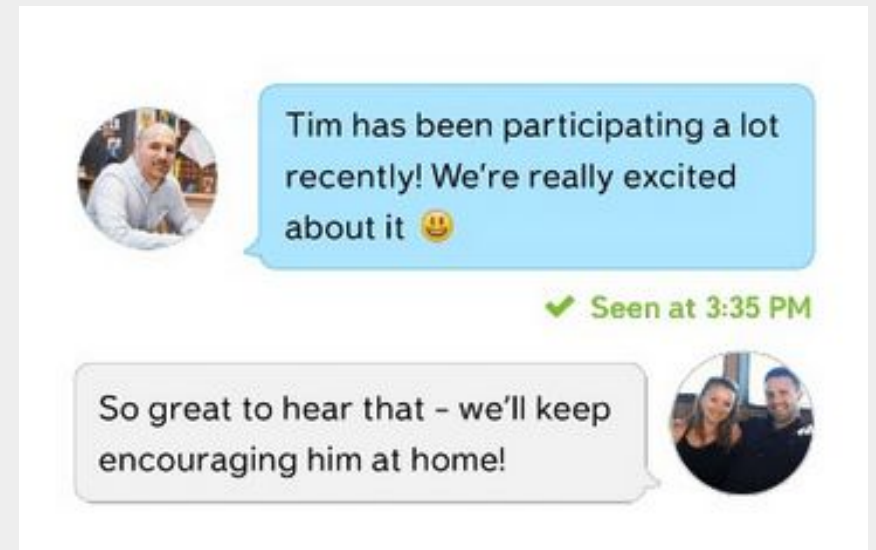 Tim has been participating a lot
recently! We're really excited
about it 😃
✔ Seen at 3:35 PM
So great to hear that – we'll keep
encouraging him at home!